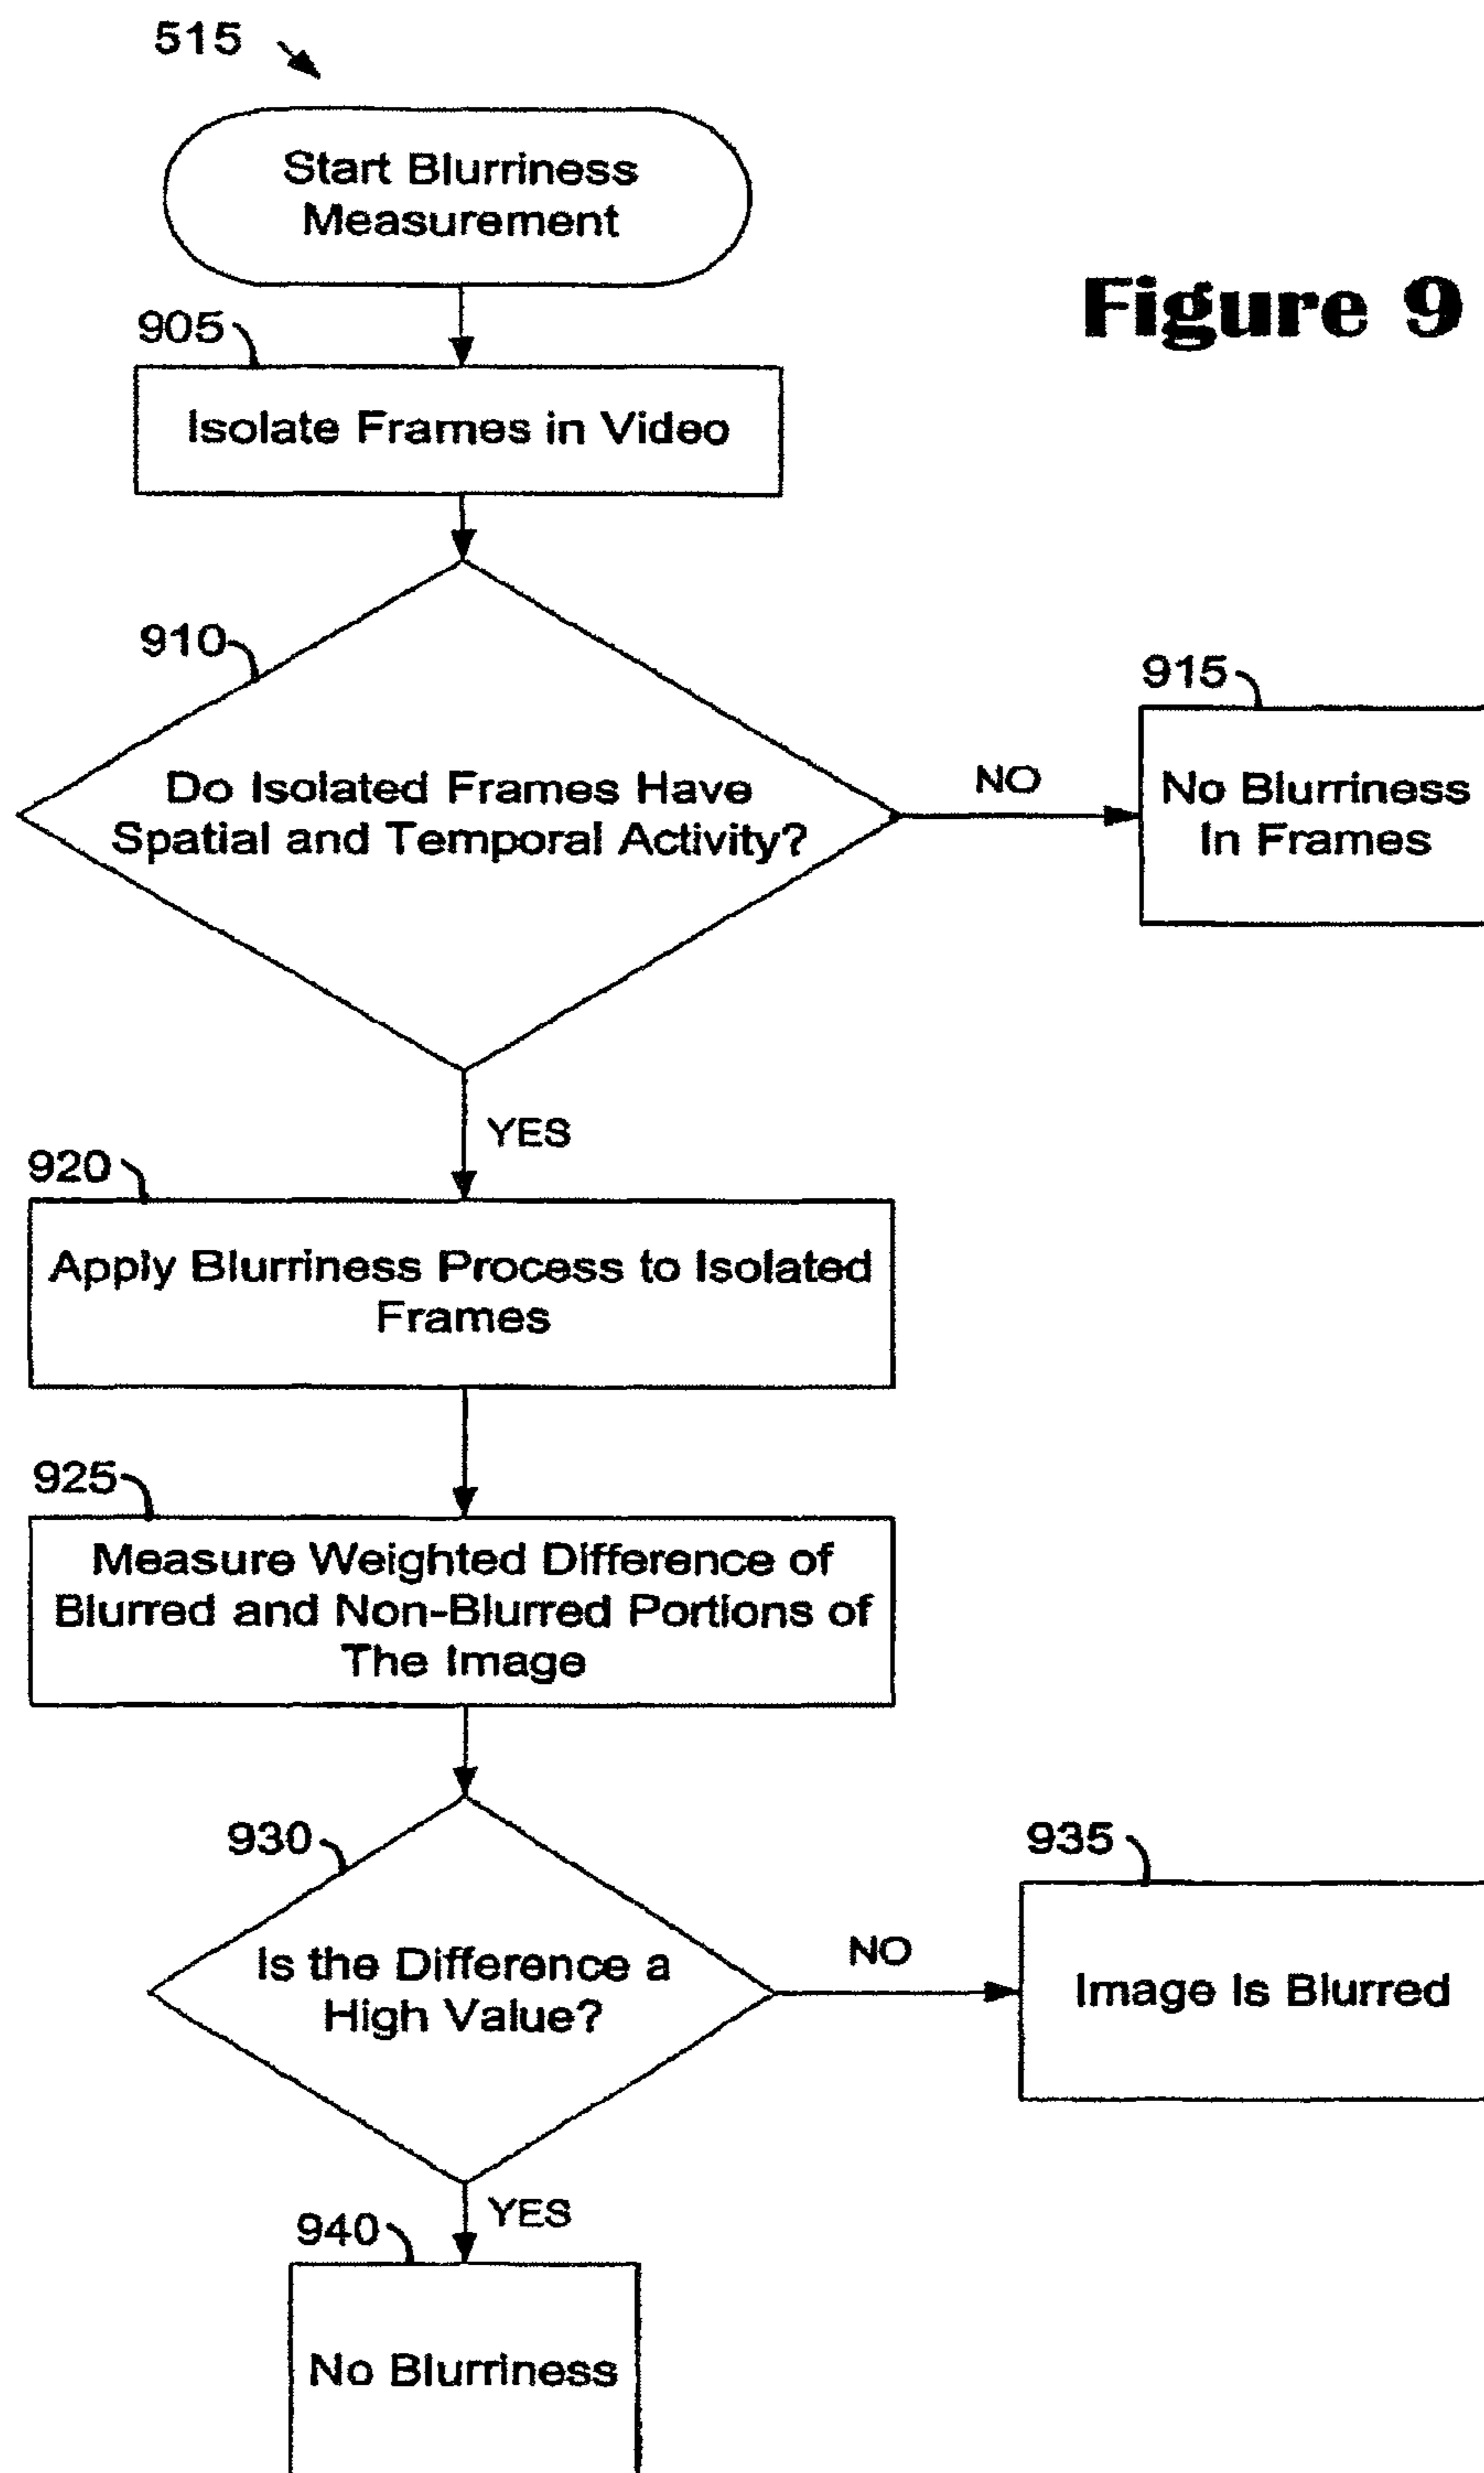 515
Start Blurriness
Measurement
Figure 9
905
Isolate Frames in Video
910
Do Isolated Frames Have
Spatial and Temporal Activity?
NO
915
No Blurriness
In Frames
YES
920
Apply Blurriness Process to Isolated
Frames
925
Measure Weighted Difference of
Blurred and Non-Blurred Portions of
The Image
930
Is the Difference a
High Value?
NO
935
Image Is Blurred
YES
940
No Blurriness